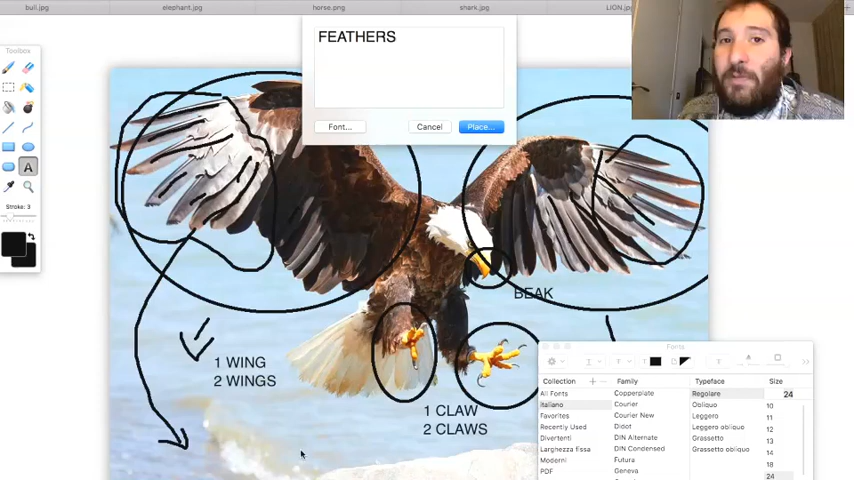 bull.jpg
elephant.jpg
horse.png
shark.jpg
LION.jp
Toolbox
FEATHERS
Font...
Cancel
Place...
A
Stroke: 3
BEAK
1 WING
2 WINGS
1 CLAW
2 CLAWS
Fonts
T
T
T
Collection
Family
Typeface
Size
All Fonts
Copperplate
Regolare
24
Italiano
Courier
Obliquo
10
Favorites
Courier New
Leggero
11
Recently Used
Didot
Leggero obliquo
12
Divertenti
DIN Alternate
Grassetto
13
Larghezza fissa
DIN Condensed
Grassetto obliquo
14
Moderni
Futura
18
PDF
Geneva
24